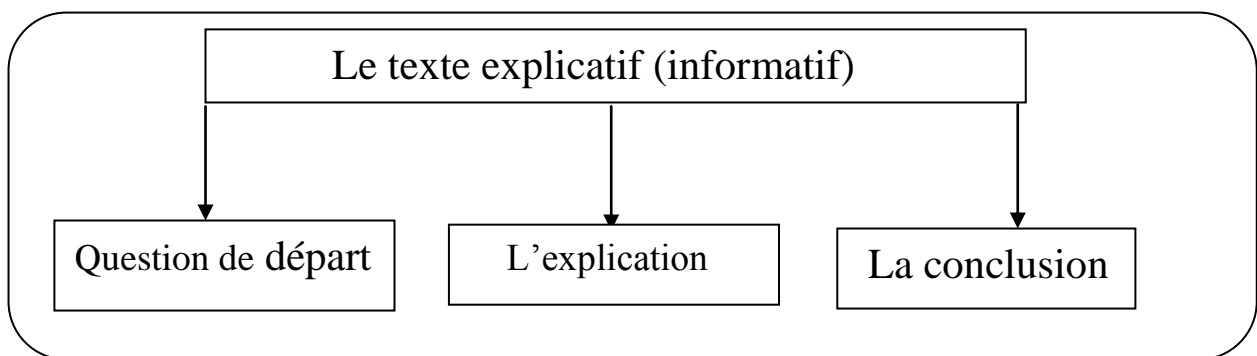 Le texte explicatif (informatif)
Question de départ
L’explication
La conclusion